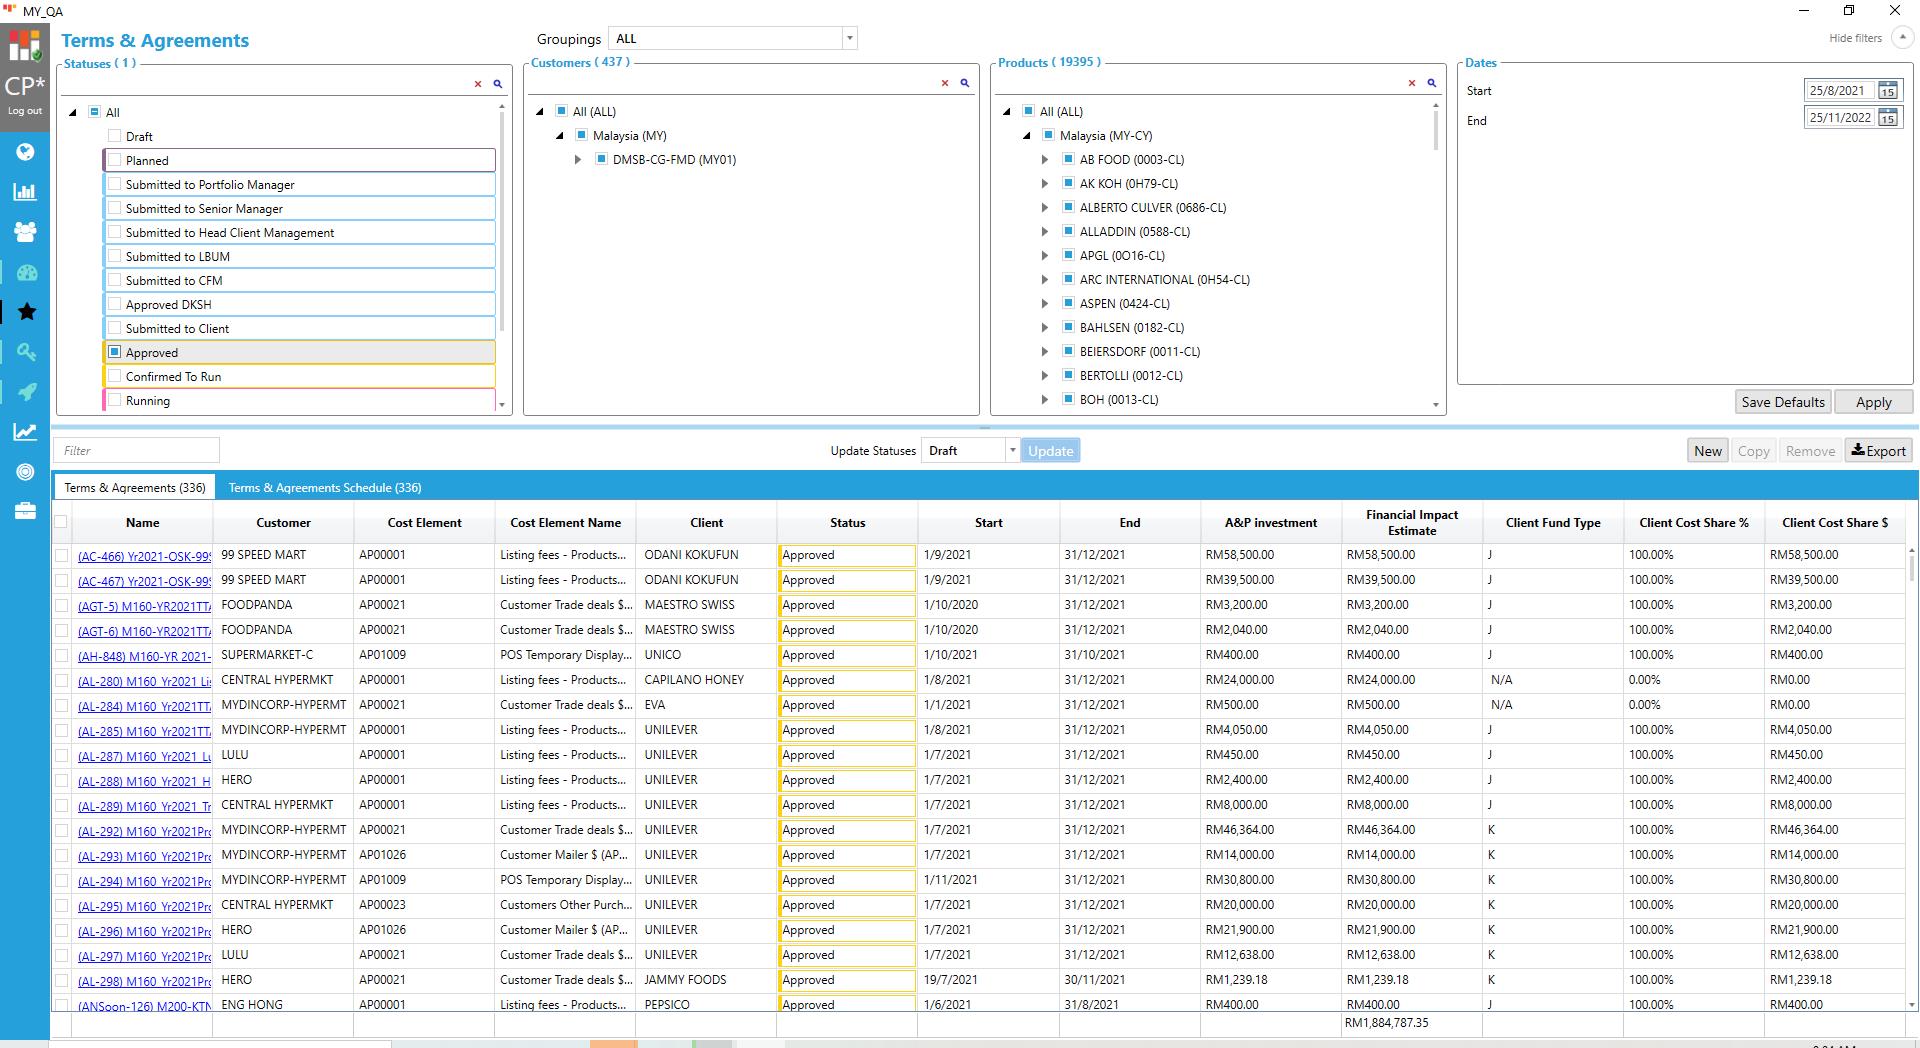 MY_QA
CP*
Log out
Terms & Agreements
Groupings ALL
Hide filters
Statuses ( 1 )
All
Draft
Planned
Submitted to Portfolio Manager
Submitted to Senior Manager
Submitted to Head Client Management
Submitted to LBUM
Submitted to CFM
Approved DKSH
Submitted to Client
Approved
Confirmed To Run
Running
Customers ( 437 )
All (ALL)
Malaysia (MY)
DMSB-CG-FMD (MY01)
Products ( 19395 )
All (ALL)
Malaysia (MY-CY)
AB FOOD (0003-CL)
AK KOH (0H79-CL)
ALBERTO CULVER (0686-CL)
ALLADDIN (0588-CL)
APGL (0O16-CL)
ARC INTERNATIONAL (0H54-CL)
ASPEN (0424-CL)
BAHLSEN (0182-CL)
BEIERSDORF (0011-CL)
BERTOLLI (0012-CL)
BOH (0013-CL)
Dates
Start 25/8/2021 15
End 25/11/2022 15
Save Defaults Apply
Filter Update Statuses Draft Update New Copy Remove Export
Terms & Agreements (336) Terms & Agreements Schedule (336)
Name Customer Cost Element Cost Element Name Client Status Start End A&P investment Financial Impact Estimate Client Fund Type Client Cost Share % Client Cost Share $
(AC-466) Yr2021-OSK-99S 99 SPEED MART AP00001 Listing fees - Products... ODANI KOKUFUN Approved 1/9/2021 31/12/2021 RM58,500.00 RM58,500.00 J 100.00% RM58,500.00
(AC-467) Yr2021-OSK-99S 99 SPEED MART AP00001 Listing fees - Products... ODANI KOKUFUN Approved 1/9/2021 31/12/2021 RM39,500.00 RM39,500.00 J 100.00% RM39,500.00
(AGT-5) M160-YR2021TTA FOODPANDA AP00021 Customer Trade deals $... MAESTRO SWISS Approved 1/10/2020 31/12/2021 RM3,200.00 RM3,200.00 J 100.00% RM3,200.00
(AGT-6) M160-YR2021TTA FOODPANDA AP00021 Customer Trade deals $... MAESTRO SWISS Approved 1/10/2020 31/12/2021 RM2,040.00 RM2,040.00 J 100.00% RM2,040.00
(AH-848) M160-YR 2021- SUPERMARKET-C AP01009 POS Temporary Display... UNICO Approved 1/10/2021 31/10/2021 RM400.00 RM400.00 J 100.00% RM400.00
(AL-280) M160_Yr2021_Lis CENTRAL HYPERMKT AP00001 Listing fees - Products... CAPILANO HONEY Approved 1/8/2021 31/12/2021 RM24,000.00 RM24,000.00 N/A 0.00% RM0.00
(AL-284) M160_Yr2021TTA MYDINCORP-HYPERMT AP00021 Customer Trade deals $... EVA Approved 1/1/2021 31/12/2021 RM500.00 RM500.00 N/A 0.00% RM0.00
(AL-285) M160_Yr2021TTA MYDINCORP-HYPERMT AP00001 Listing fees - Products... UNILEVER Approved 1/8/2021 31/12/2021 RM4,050.00 RM4,050.00 J 100.00% RM4,050.00
(AL-287) M160_Yr2021_Lu LULU AP00001 Listing fees - Products... UNILEVER Approved 1/7/2021 31/12/2021 RM450.00 RM450.00 J 100.00% RM450.00
(AL-288) M160_Yr2021_H HERO AP00001 Listing fees - Products... UNILEVER Approved 1/7/2021 31/12/2021 RM2,400.00 RM2,400.00 J 100.00% RM2,400.00
(AL-289) M160_Yr2021_Tr CENTRAL HYPERMKT AP00001 Listing fees - Products... UNILEVER Approved 1/7/2021 31/12/2021 RM8,000.00 RM8,000.00 J 100.00% RM8,000.00
(AL-292) M160_Yr2021Pro MYDINCORP-HYPERMT AP00021 Customer Trade deals $... UNILEVER Approved 1/7/2021 31/12/2021 RM46,364.00 RM46,364.00 K 100.00% RM46,364.00
(AL-293) M160_Yr2021Pro MYDINCORP-HYPERMT AP01026 Customer Mailer $ (AP... UNILEVER Approved 1/7/2021 31/12/2021 RM14,000.00 RM14,000.00 K 100.00% RM14,000.00
(AL-294) M160_Yr2021Pro MYDINCORP-HYPERMT AP01009 POS Temporary Display... UNILEVER Approved 1/11/2021 31/12/2021 RM30,800.00 RM30,800.00 K 100.00% RM30,800.00
(AL-295) M160_Yr2021Pro CENTRAL HYPERMKT AP00023 Customers Other Purch... UNILEVER Approved 1/7/2021 31/12/2021 RM20,000.00 RM20,000.00 K 100.00% RM20,000.00
(AL-296) M160_Yr2021Pro HERO AP01026 Customer Mailer $ (AP... UNILEVER Approved 1/7/2021 31/12/2021 RM21,900.00 RM21,900.00 K 100.00% RM21,900.00
(AL-297) M160_Yr2021Pro LULU AP00021 Customer Trade deals $... UNILEVER Approved 1/7/2021 31/12/2021 RM12,638.00 RM12,638.00 K 100.00% RM12,638.00
(AL-298) M160_Yr2021Pro HERO AP00021 Customer Trade deals $... JAMMY FOODS Approved 19/7/2021 30/11/2021 RM1,239.18 RM1,239.18 K 100.00% RM1,239.18
(ANSoon-126) M200-KTN ENG HONG AP00001 Listing fees - Products... PEPSICO Approved 1/6/2021 31/8/2021 RM400.00 RM400.00 J 100.00% RM400.00
RM1,884,787.35